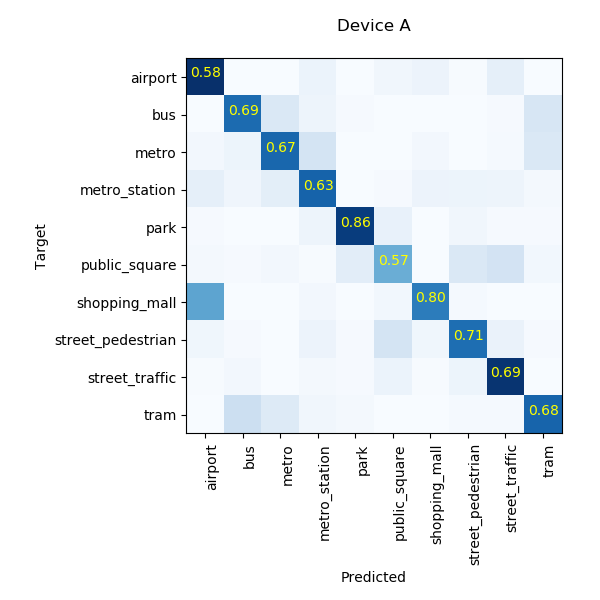 Device A
Target
airport
0.58
bus
0.69
metro
0.67
metro_station
0.63
park
0.86
public_square
0.57
shopping_mall
0.80
street_pedestrian
0.71
street_traffic
0.69
tram
0.68
airport
bus
metro
metro_station
park
public_square
shopping_mall
street_pedestrian
street_traffic
tram
Predicted